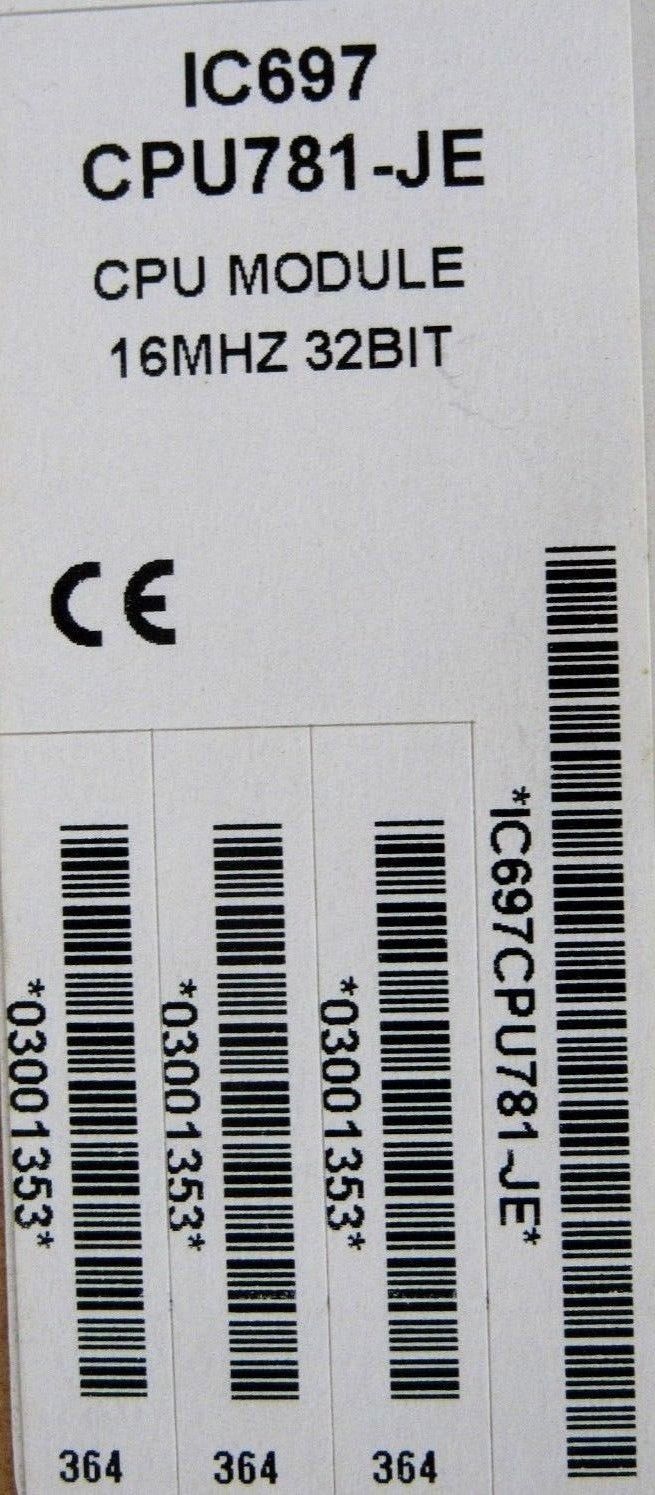 IC697
CPU781-JE
CPU MODULE
16MHZ 32BIT
CE
*IC697CPU781-JE*
*03001353*
*03001353*
*03001353*
364
364
364